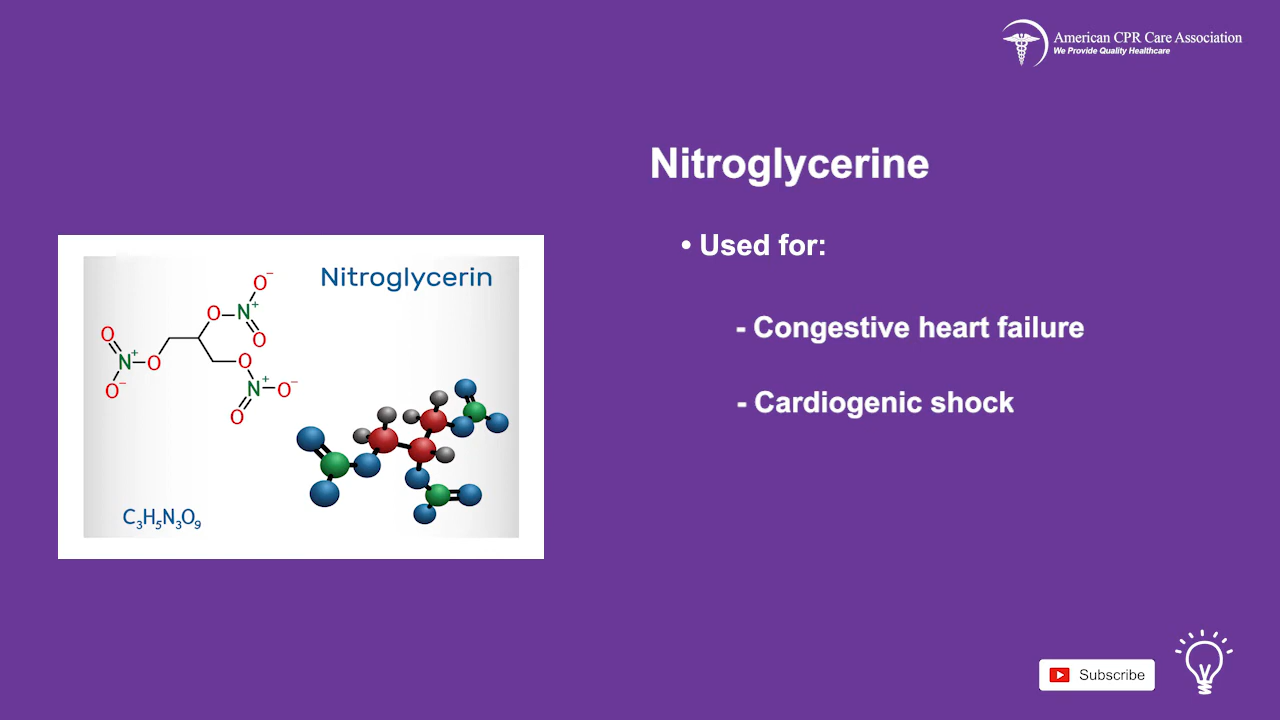 American CPR Care Association
We Provide Quality Healthcare
Nitroglycerine
• Used for:
- Congestive heart failure
- Cardiogenic shock
Nitroglycerin
O⁻
O N⁺
O
O
N⁺ O
O⁻
O
N⁺ O⁻
O
C₃H₅N₃O₉
Subscribe